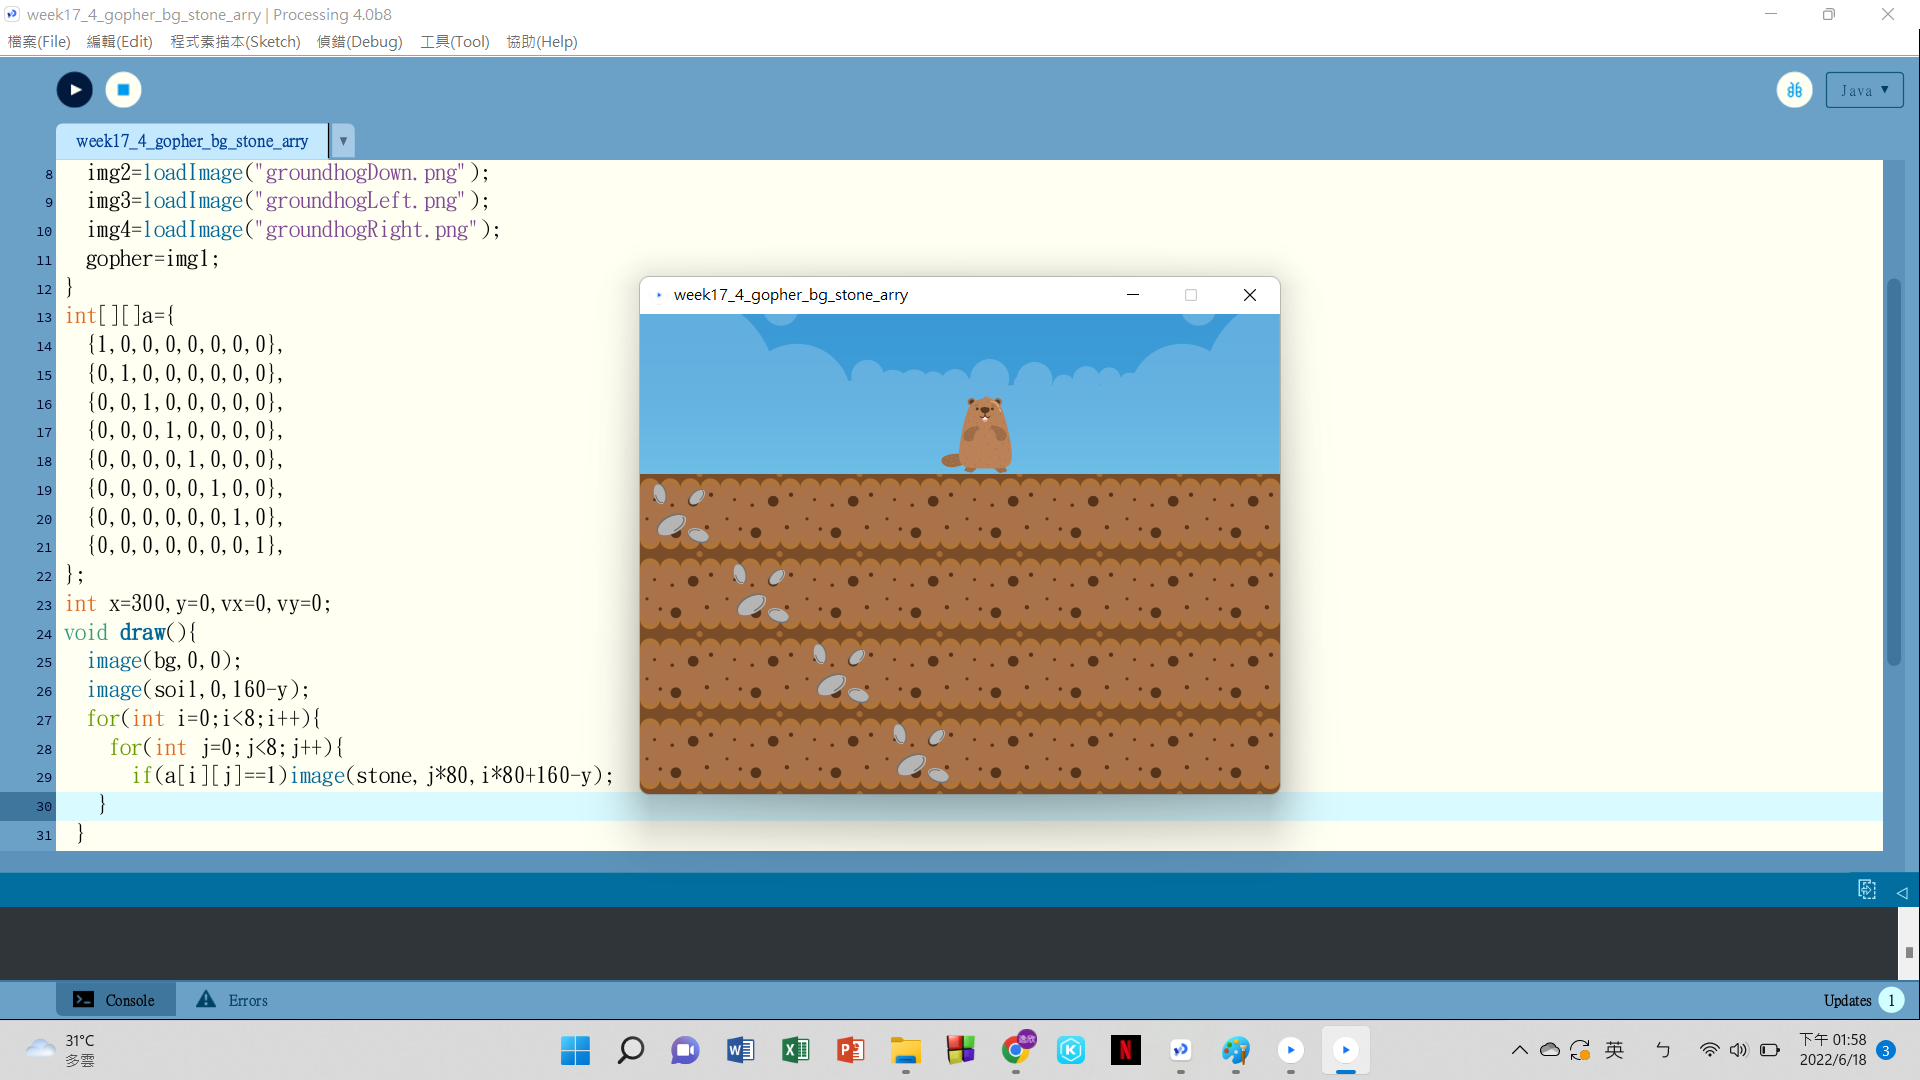 week17_4_gopher_bg_stone_arry | Processing 4.0b8
檔案(File) 編輯(Edit) 程式素描本(Sketch) 偵錯(Debug) 工具(Tool) 協助(Help)
Java ▼
week17_4_gopher_bg_stone_arry ▼
8 img2=loadImage("groundhogDown.png");
9 img3=loadImage("groundhogLeft.png");
10 img4=loadImage("groundhogRight.png");
11 gopher=img1;
12 }
13 int[][]a={
14 {1,0,0,0,0,0,0,0},
15 {0,1,0,0,0,0,0,0},
16 {0,0,1,0,0,0,0,0},
17 {0,0,0,1,0,0,0,0},
18 {0,0,0,0,1,0,0,0},
19 {0,0,0,0,0,1,0,0},
20 {0,0,0,0,0,0,1,0},
21 {0,0,0,0,0,0,0,1},
22 };
23 int x=300,y=0,vx=0,vy=0;
24 void draw(){
25 image(bg,0,0);
26 image(soil,0,160-y);
27 for(int i=0;i<8;i++){
28 for(int j=0;j<8;j++){
29 if(a[i][j]==1)image(stone,j*80,i*80+160-y);
30 }
31 }
week17_4_gopher_bg_stone_arry
Console Errors
Updates 1
31°C
多雲
英 ㄅ
下午 01:58
2022/6/18
3